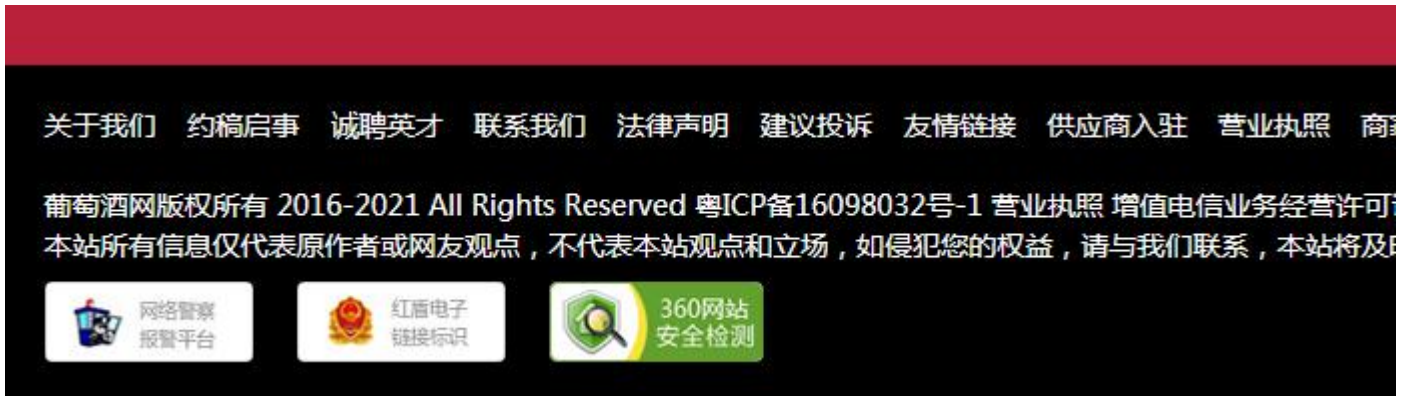 关于我们 约稿启事 诚聘英才 联系我们 法律声明 建议投诉 友情链接 供应商入驻 营业执照 商
葡萄酒网版权所有 2016-2021 All Rights Reserved 粤ICP备16098032号-1 营业执照 增值电信业务经营许可
本站所有信息仅代表原作者或网友观点，不代表本站观点和立场，如侵犯您的权益，请与我们联系，本站将及
网络警察
报警平台
红盾电子
链接标识
360网站
安全检测